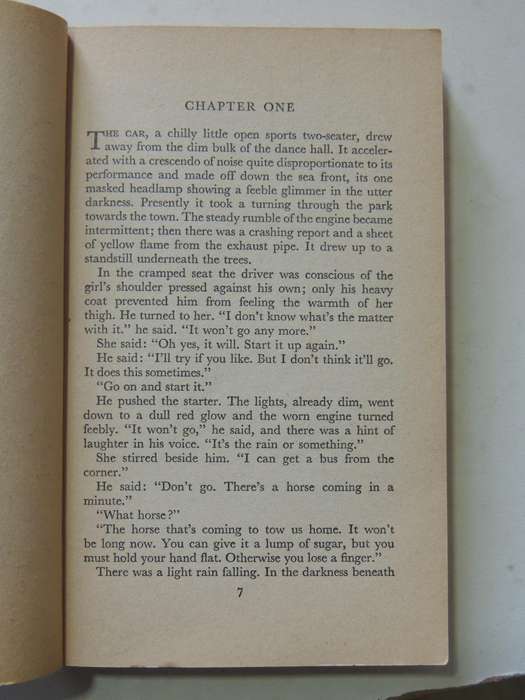 CHAPTER ONE
THE CAR, a chilly little open sports two-seater, drew
away from the dim bulk of the dance hall. It acceler-
ated with a crescendo of noise quite disproportionate to its
performance and made off down the sea front, its one
masked headlamp showing a feeble glimmer in the utter
darkness. Presently it took a turning through the park
towards the town. The steady rumble of the engine became
intermittent; then there was a crashing report and a sheet
of yellow flame from the exhaust pipe. It drew up to a
standstill underneath the trees.
In the cramped seat the driver was conscious of the
girl's shoulder pressed against his own; only his heavy
coat prevented him from feeling the warmth of her
thigh. He turned to her. "I don't know what's the matter
with it." he said. "It won't go any more."
She said: "Oh yes, it will. Start it up again."
He said: "I'll try if you like. But I don't think it'll go.
It does this sometimes."
"Go on and start it."
He pushed the starter. The lights, already dim, went
down to a dull red glow and the worn engine turned
feebly. "It won't go," he said, and there was a hint of
laughter in his voice. "It's the rain or something."
She stirred beside him. "I can get a bus from the
corner."
He said: "Don't go. There's a horse coming in a
minute."
"What horse?"
"The horse that's coming to tow us home. It won't
be long now. You can give it a lump of sugar, but you
must hold your hand flat. Otherwise you lose a finger."
There was a light rain falling. In the darkness beneath
7